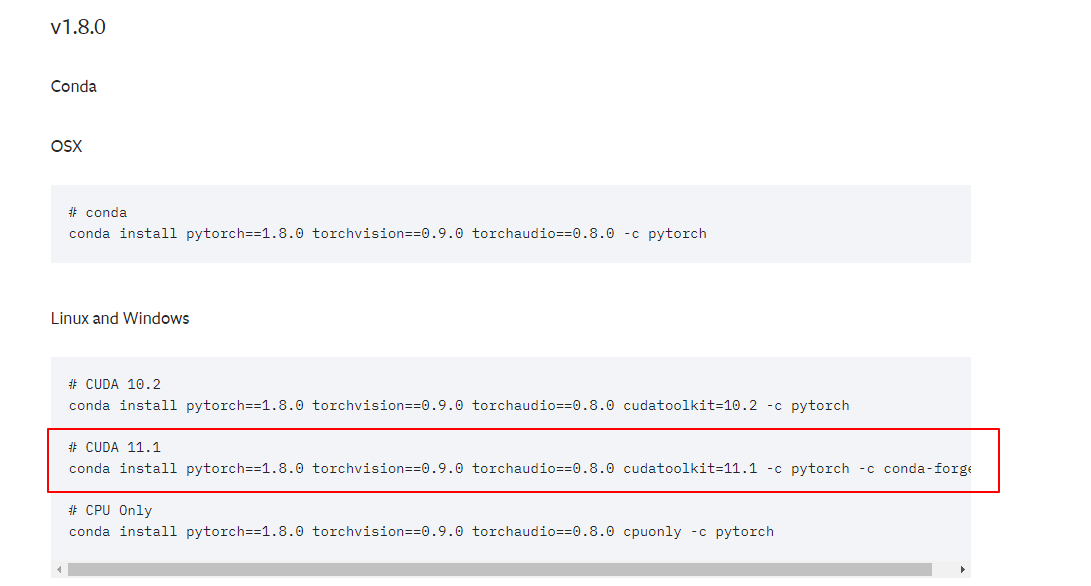 v1.8.0
Conda
OSX
# conda
conda install pytorch==1.8.0 torchvision==0.9.0 torchaudio==0.8.0 -c pytorch
Linux and Windows
# CUDA 10.2
conda install pytorch==1.8.0 torchvision==0.9.0 torchaudio==0.8.0 cudatoolkit=10.2 -c pytorch
# CUDA 11.1
conda install pytorch==1.8.0 torchvision==0.9.0 torchaudio==0.8.0 cudatoolkit=11.1 -c pytorch -c conda-forge
# CPU Only
conda install pytorch==1.8.0 torchvision==0.9.0 torchaudio==0.8.0 cpuonly -c pytorch